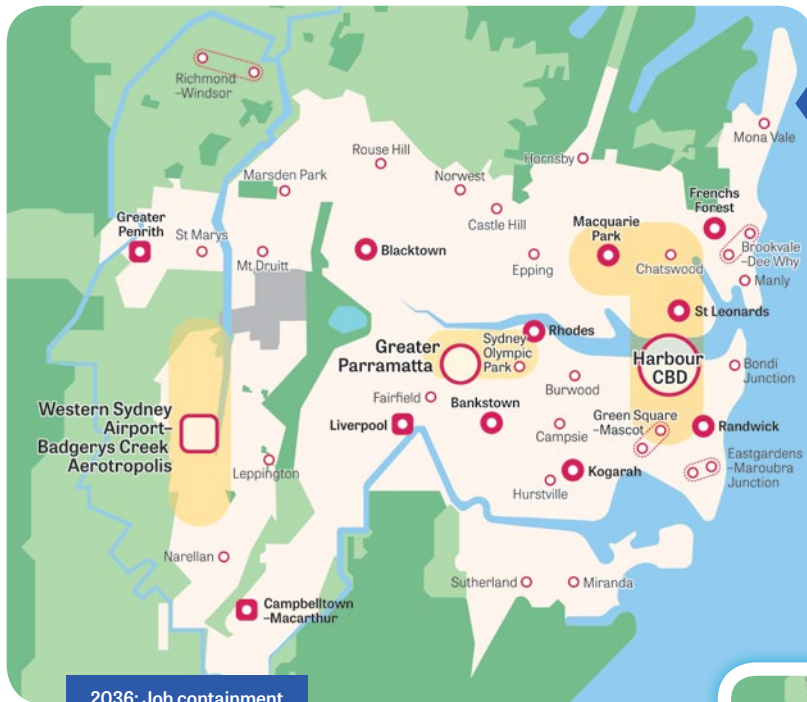 Richmond
–Windsor
Mona Vale
Rouse Hill
Hornsby
Marsden Park
Norwest
Frenchs
Forest
Castle Hill
Greater
Penrith
St Marys
Macquarie
Park
Blacktown
Mt Druitt
Epping
Chatswood
Brookvale
–Dee Why
Manly
St Leonards
Rhodes
Greater
Parramatta
Sydney
Olympic
Park
Harbour
CBD
Bondi
Junction
Fairfield
Burwood
Western Sydney
Airport–
Badgerys Creek
Aerotropolis
Liverpool
Bankstown
Green Square
–Mascot
Campsie
Randwick
Leppington
Kogarah
Eastgardens
–Maroubra
Junction
Hurstville
Narellan
Sutherland
Miranda
Campbelltown
–Macarthur
2036: Job containment